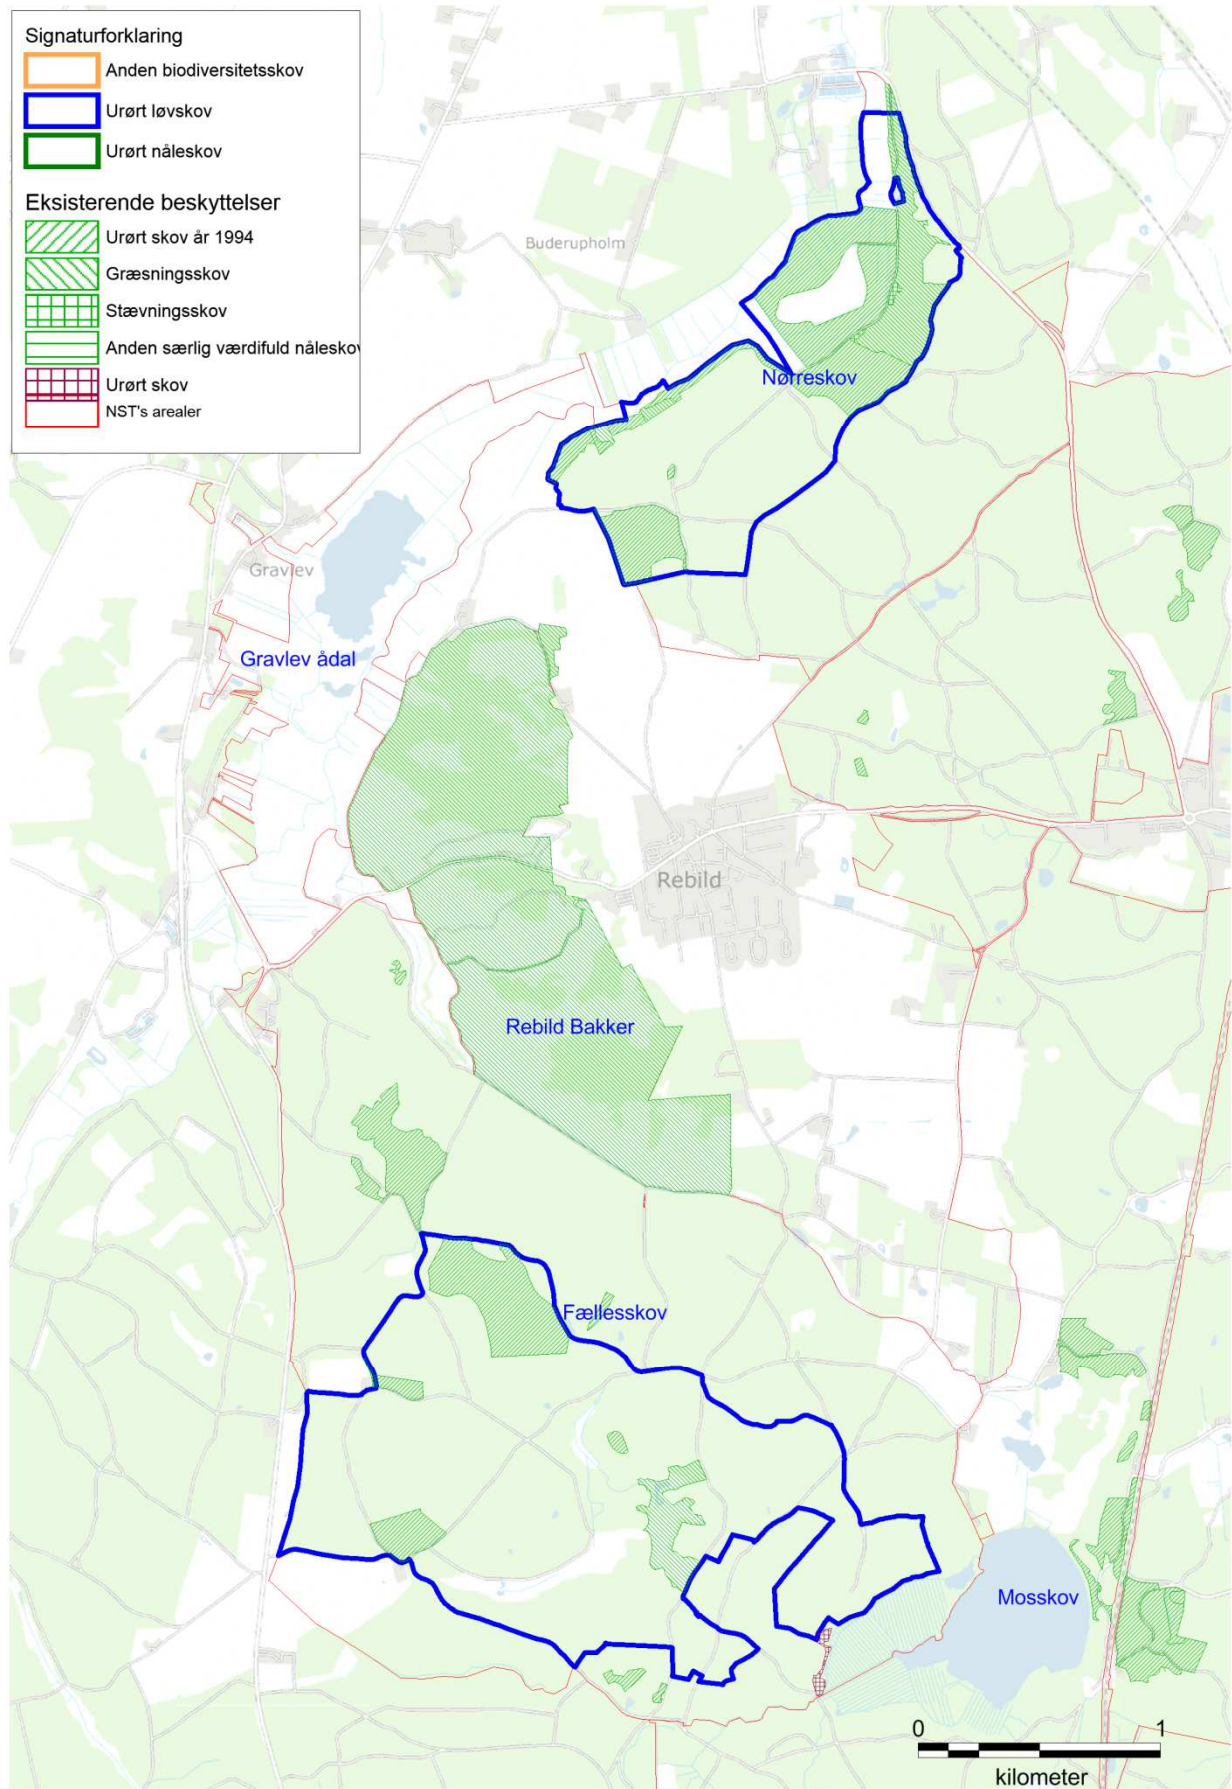 Signaturforklaring
Anden biodiversitetsskov
Urørt løvskov
Urørt nåleskov
Eksisterende beskyttelser
Urørt skov år 1994
Græsningsskov
Stævningsskov
Anden særlig værdifuld nåleskov
Urørt skov
NST's arealer
Buderupholm
Nørreskov
Gravlev
Gravlev ådal
Rebild
Rebild Bakker
Fællesskov
Mosskov
0 1
kilometer